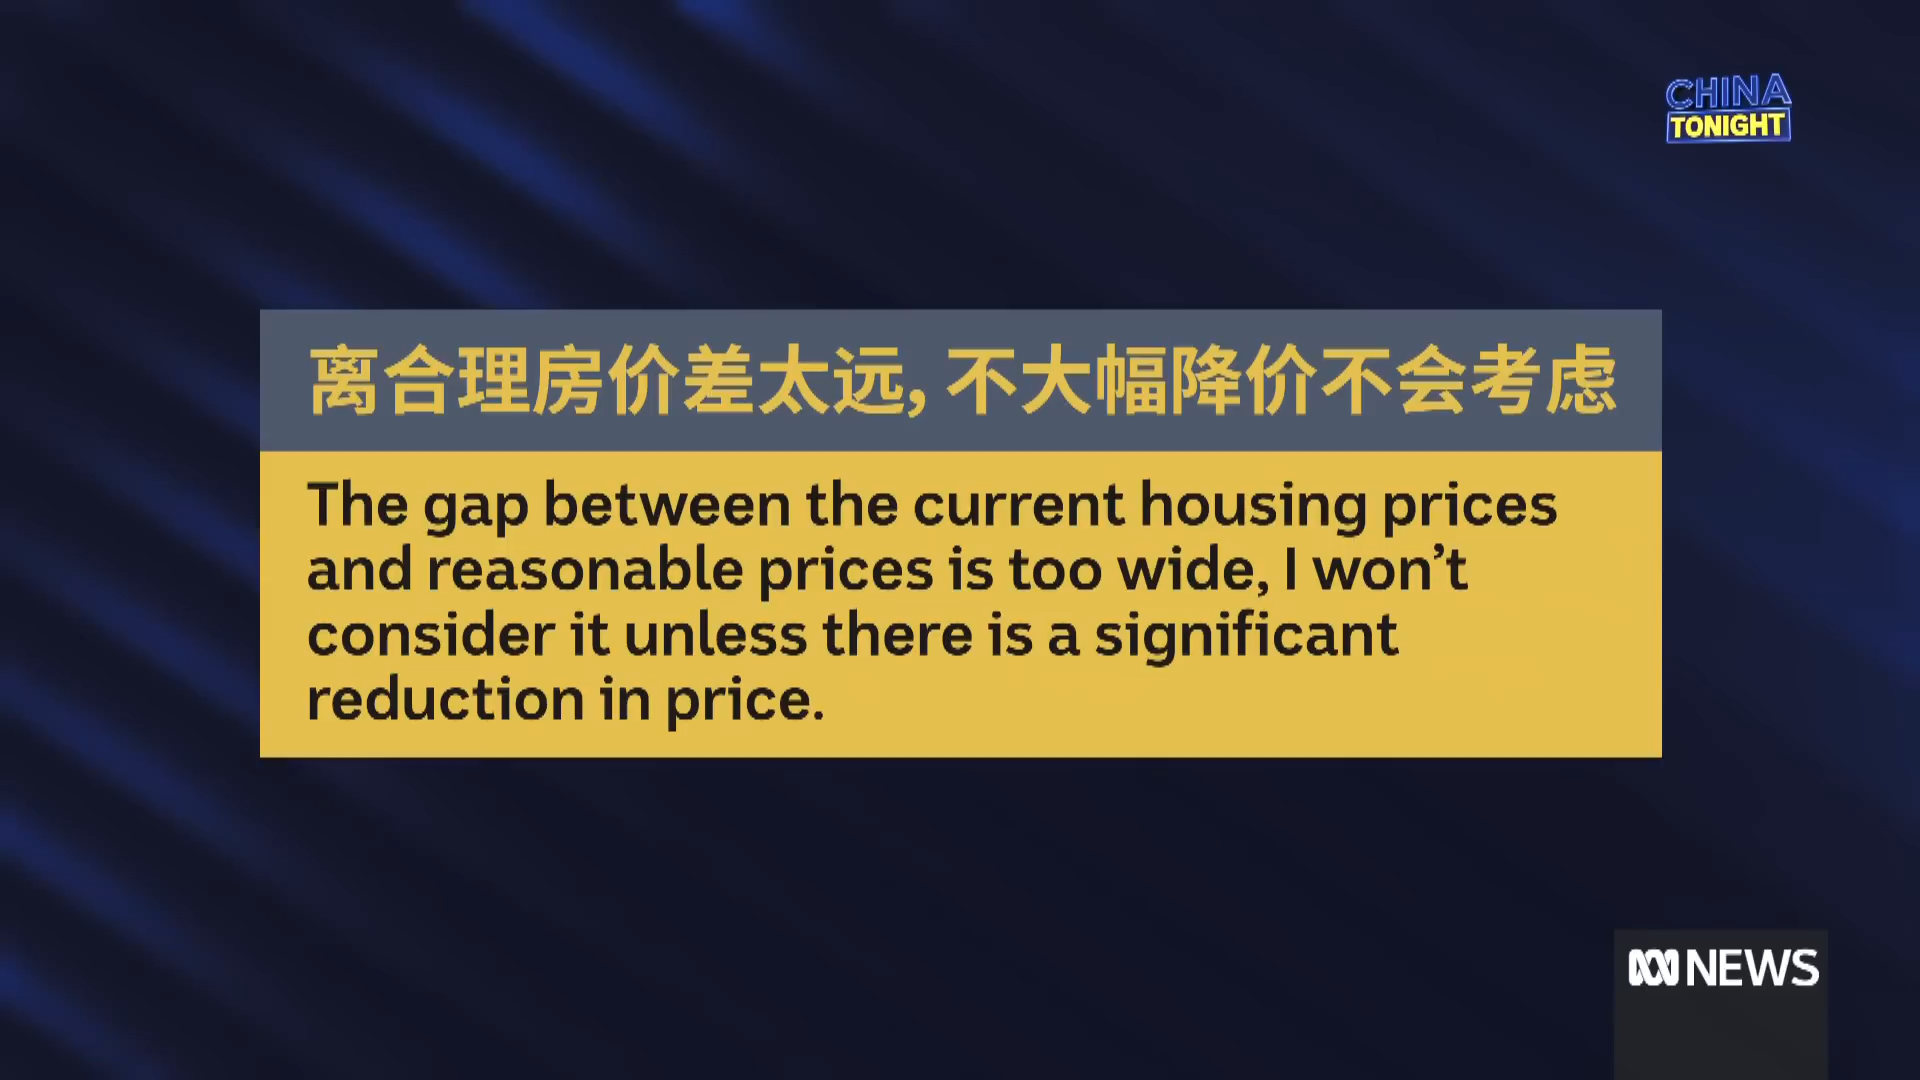 CHINA
TONIGHT
离合理房价差太远，不大幅降价不会考虑
The gap between the current housing prices
and reasonable prices is too wide, I won’t
consider it unless there is a significant
reduction in price.
NEWS